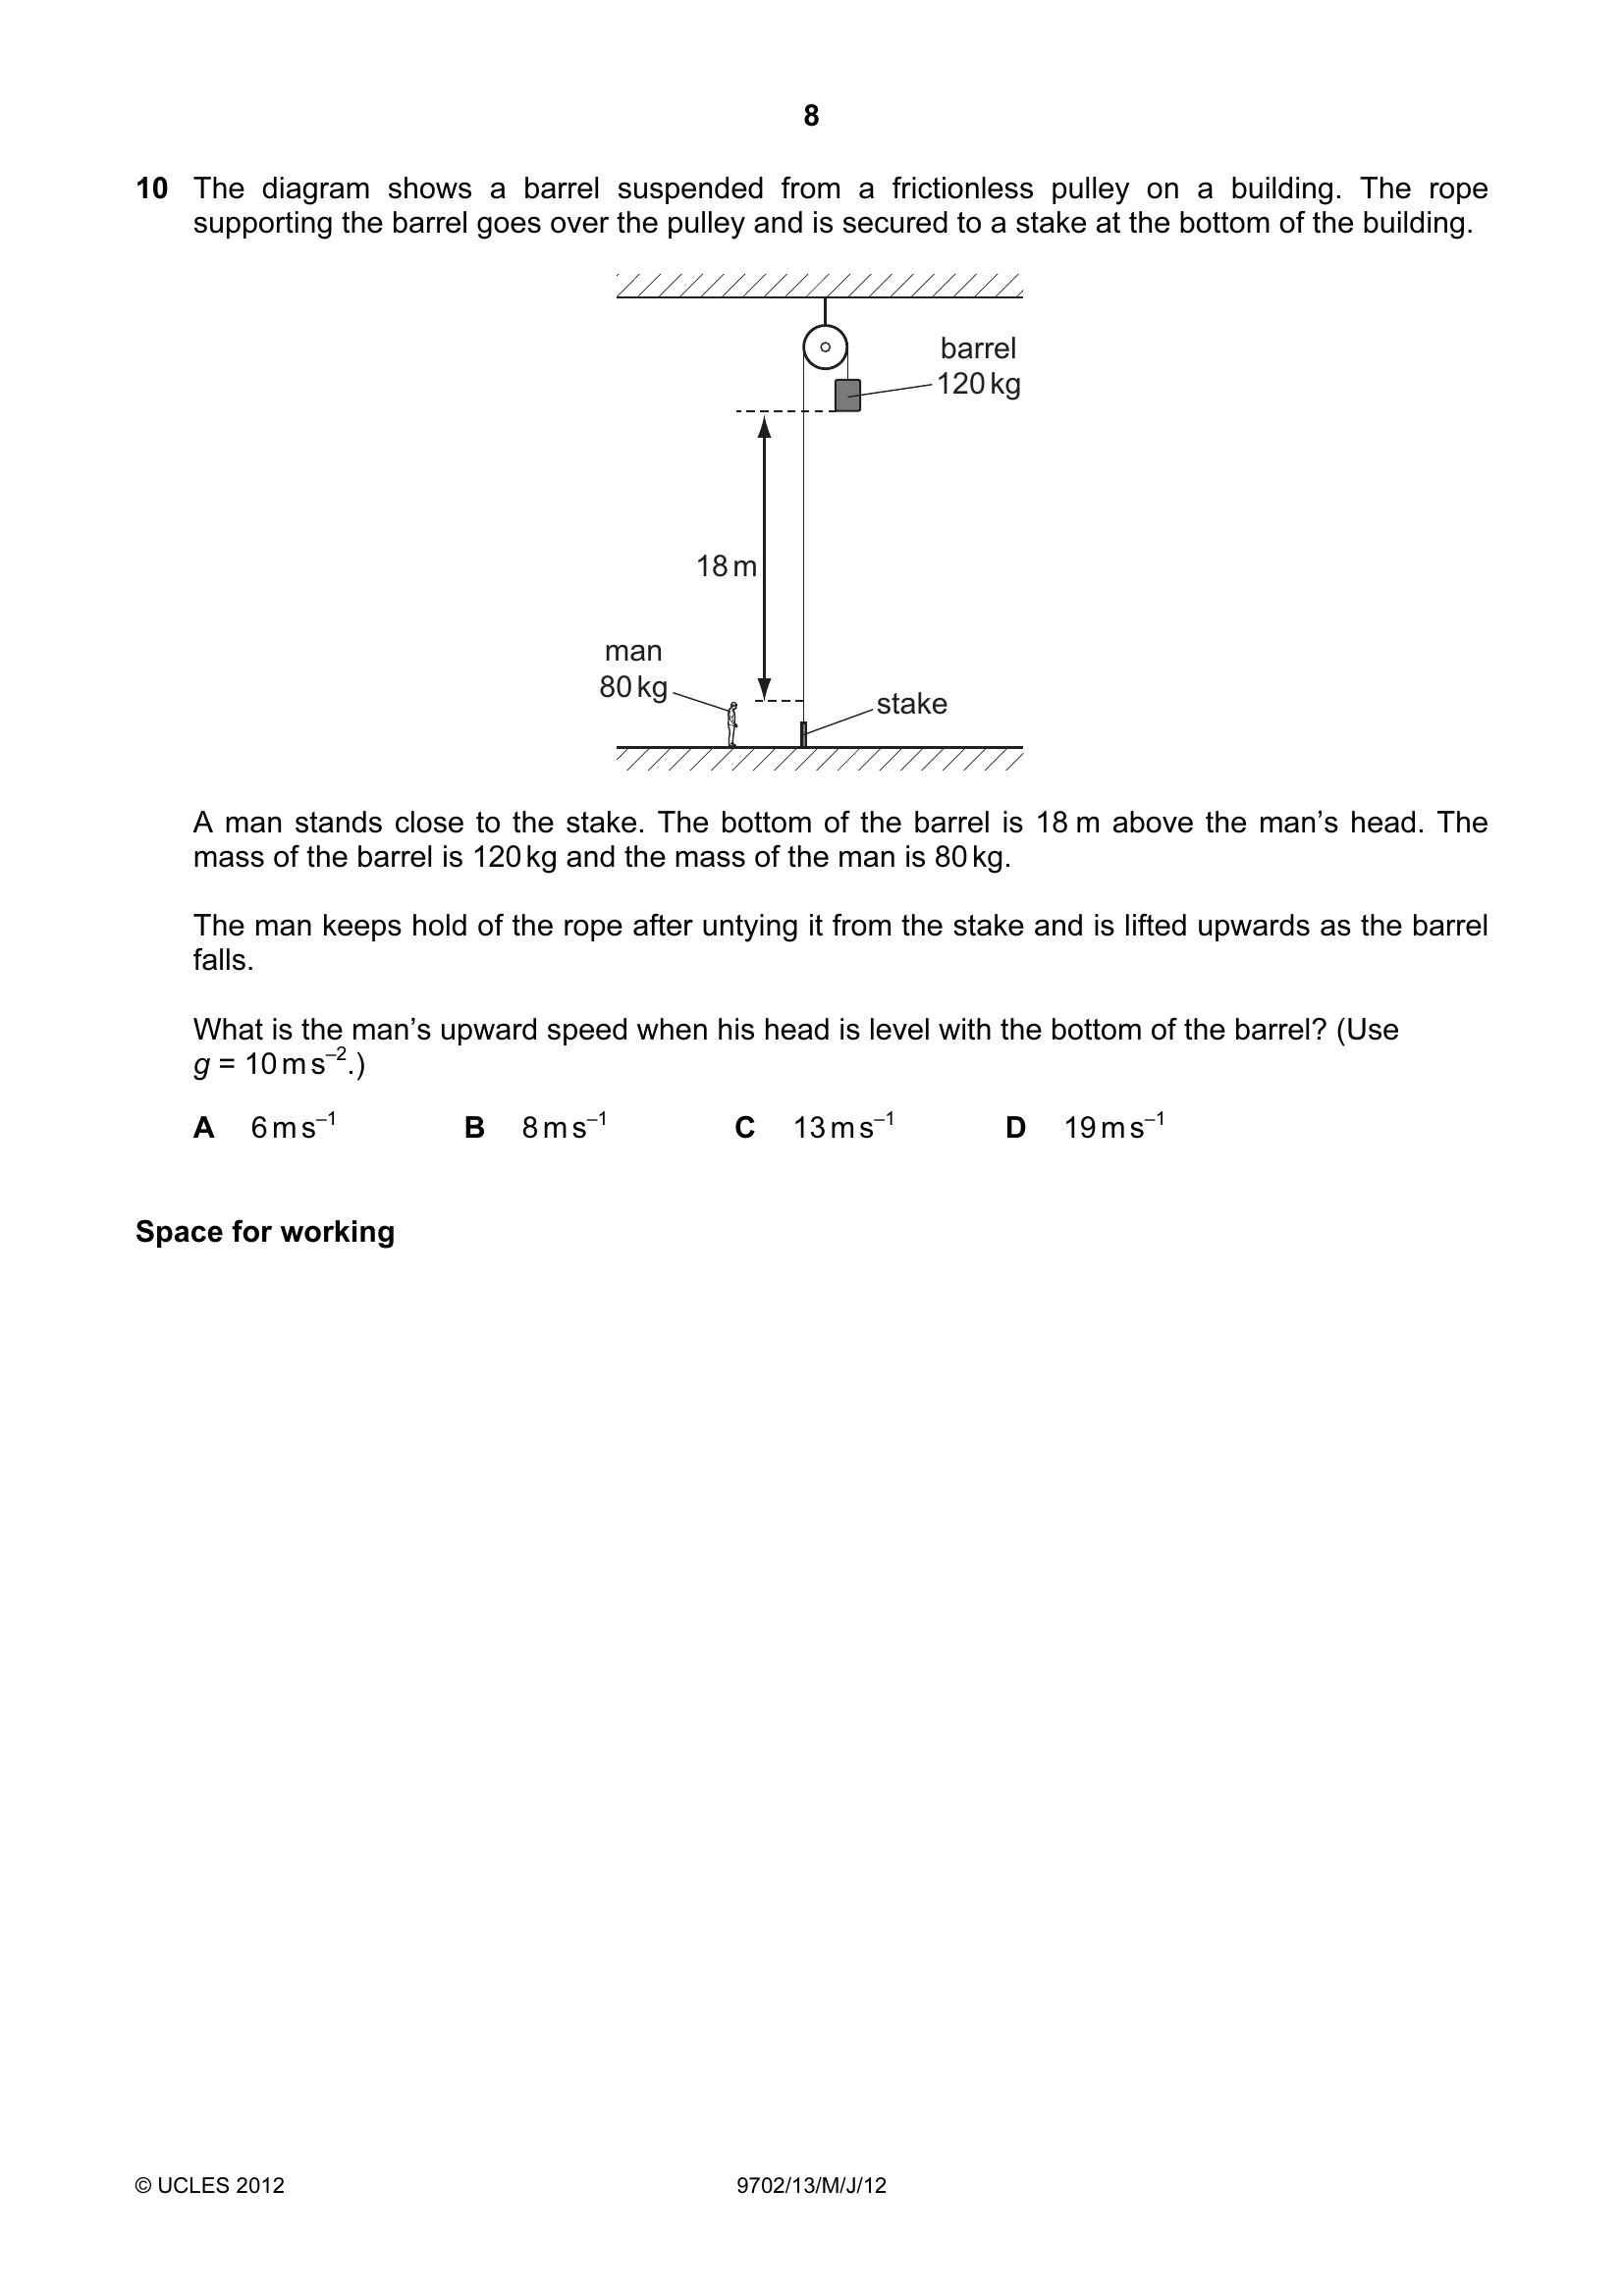 8
10 The diagram shows a barrel suspended from a frictionless pulley on a building. The rope
supporting the barrel goes over the pulley and is secured to a stake at the bottom of the building.
barrel
120 kg
18 m
man
80 kg
stake
A man stands close to the stake. The bottom of the barrel is 18 m above the man’s head. The
mass of the barrel is 120 kg and the mass of the man is 80 kg.
The man keeps hold of the rope after untying it from the stake and is lifted upwards as the barrel
falls.
What is the man’s upward speed when his head is level with the bottom of the barrel? (Use
g = 10 m s⁻².)
A 6 m s⁻¹ B 8 m s⁻¹ C 13 m s⁻¹ D 19 m s⁻¹
Space for working
© UCLES 2012 9702/13/M/J/12